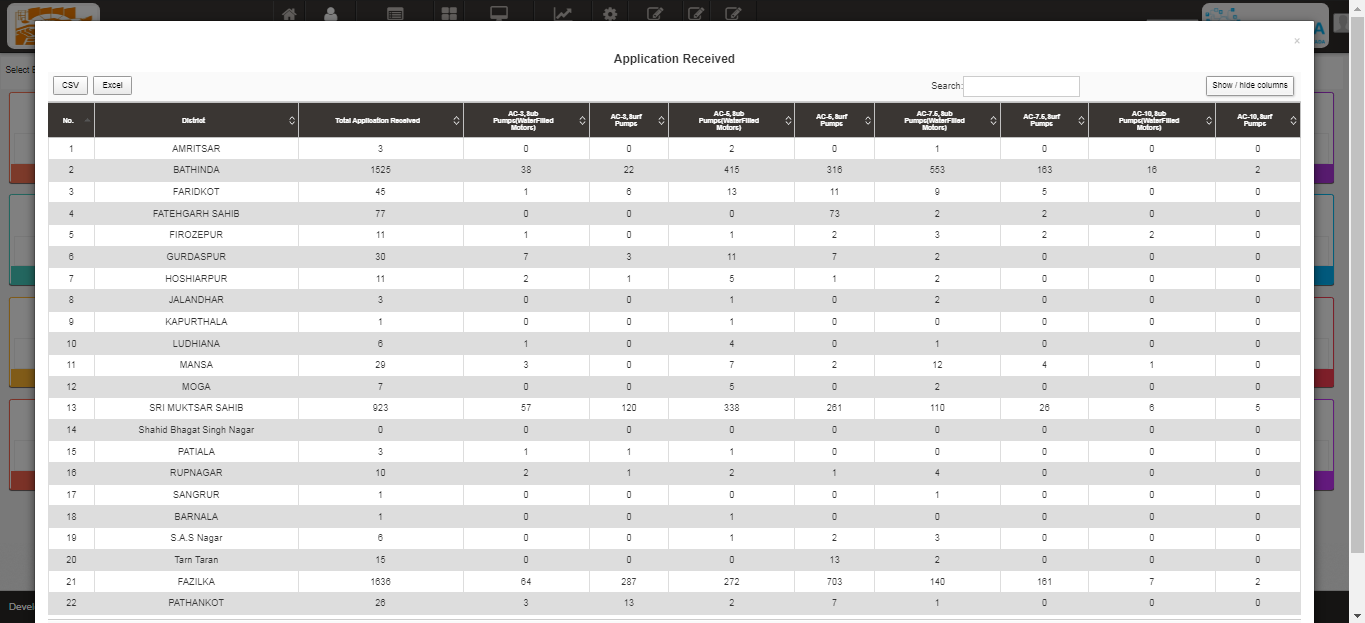 Application Received
Select
CSV Excel Search: Show / hide columns
No. District Total Application Received AC-3, Sub Pumps(WaterFilled Motors) AC-3, Surf Pumps AC-5, Sub Pumps(WaterFilled Motors) AC-5, Surf Pumps AC-7.5, Sub Pumps(WaterFilled Motors) AC-7.5, Surf Pumps AC-10, Sub Pumps(WaterFilled Motors) AC-10, Surf Pumps
1 AMRITSAR 3 0 0 2 0 1 0 0 0
2 BATHINDA 1525 38 22 415 316 553 163 16 2
3 FARIDKOT 45 1 6 13 11 9 5 0 0
4 FATEHGARH SAHIB 77 0 0 0 73 2 2 0 0
5 FIROZEPUR 11 1 0 1 2 3 2 2 0
6 GURDASPUR 30 7 3 11 7 2 0 0 0
7 HOSHIARPUR 11 2 1 5 1 2 0 0 0
8 JALANDHAR 3 0 0 1 0 2 0 0 0
9 KAPURTHALA 1 0 0 1 0 0 0 0 0
10 LUDHIANA 6 1 0 4 0 1 0 0 0
11 MANSA 29 3 0 7 2 12 4 1 0
12 MOGA 7 0 0 5 0 2 0 0 0
13 SRI MUKTSAR SAHIB 923 57 120 338 261 110 26 6 5
14 Shahid Bhagat Singh Nagar 0 0 0 0 0 0 0 0 0
15 PATIALA 3 1 1 1 0 0 0 0 0
16 RUPNAGAR 10 2 1 2 1 4 0 0 0
17 SANGRUR 1 0 0 0 0 1 0 0 0
18 BARNALA 1 0 0 1 0 0 0 0 0
19 S.A.S Nagar 6 0 0 1 2 3 0 0 0
20 Tarn Taran 15 0 0 0 13 2 0 0 0
21 FAZILKA 1636 64 287 272 703 140 161 7 2
22 PATHANKOT 26 3 13 2 7 1 0 0 0
Devel